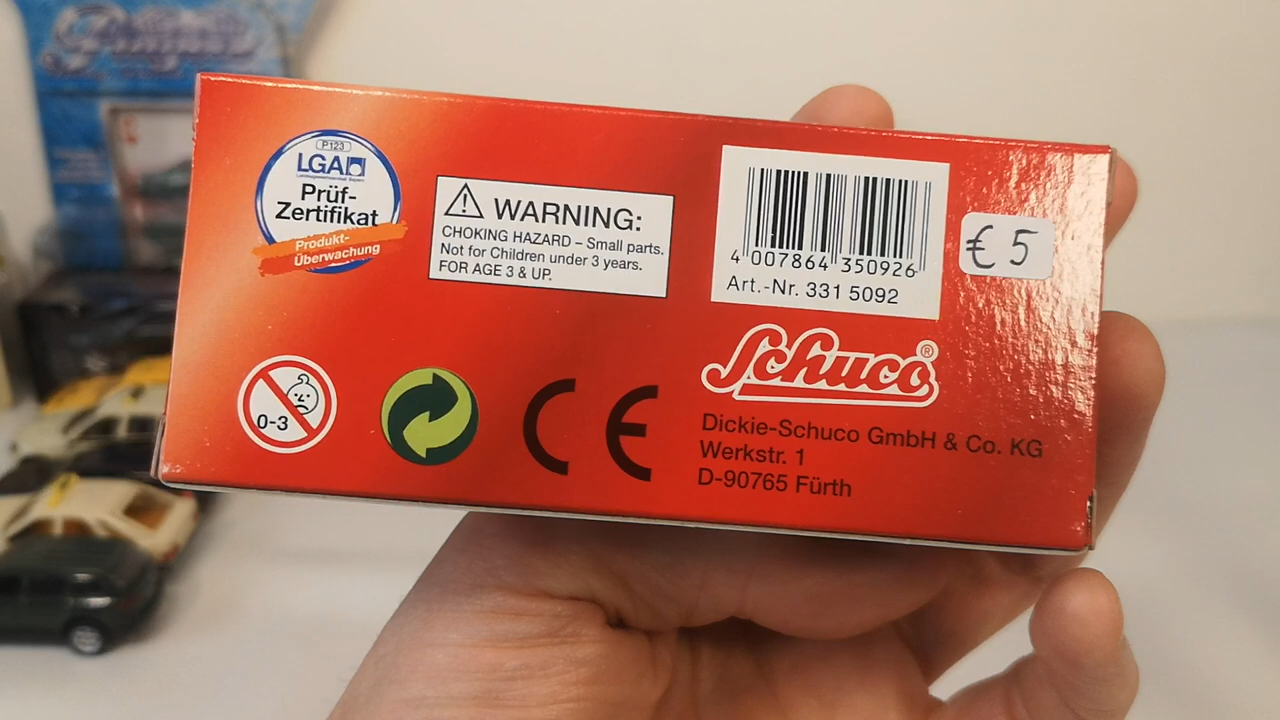 P123
LGA
Prüf-
Zertifikat
Produkt-
Überwachung
WARNING:
CHOKING HAZARD – Small parts.
Not for Children under 3 years.
FOR AGE 3 & UP.
4 007864 350926
Art.-Nr. 331 5092
€ 5
0-3
CE
Schuco®
Dickie-Schuco GmbH & Co. KG
Werkstr. 1
D-90765 Fürth